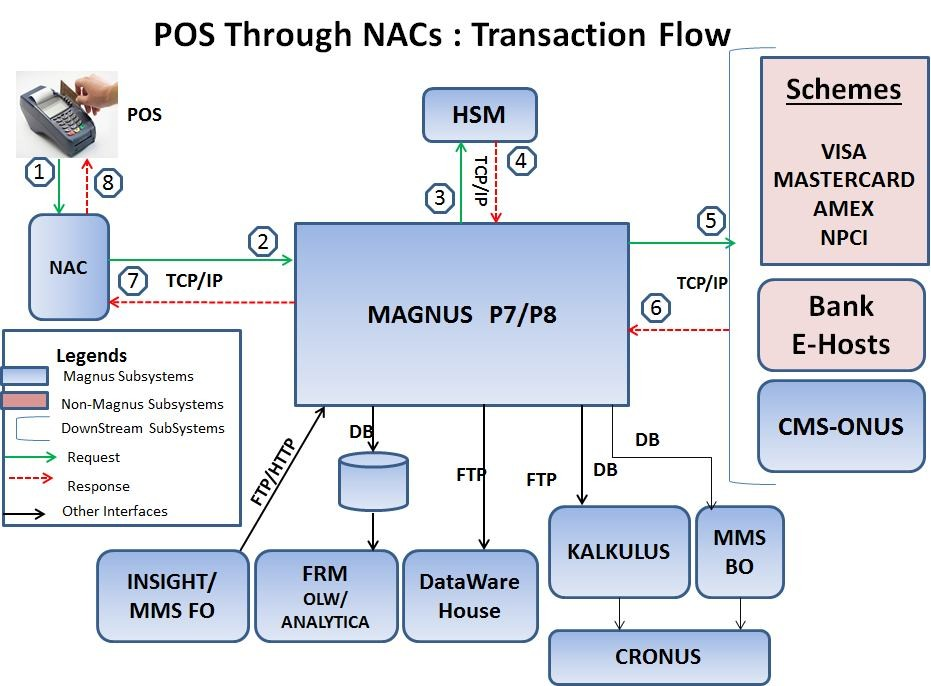 POS Through NACs : Transaction Flow
POS
1
8
NAC
2
7
TCP/IP
HSM
3
4
TCP/IP
MAGNUS P7/P8
5
TCP/IP
6
Schemes
VISA
MASTERCARD
AMEX
NPCI
Bank
E-Hosts
CMS-ONUS
Legends
Magnus Subsystems
Non-Magnus Subsystems
DownStream SubSystems
Request
Response
Other Interfaces
FTP/HTTP
DB
FTP
FTP
DB
DB
INSIGHT/
MMS FO
FRM
OLW/
ANALYTICA
DataWare
House
KALKULUS
MMS
BO
CRONUS